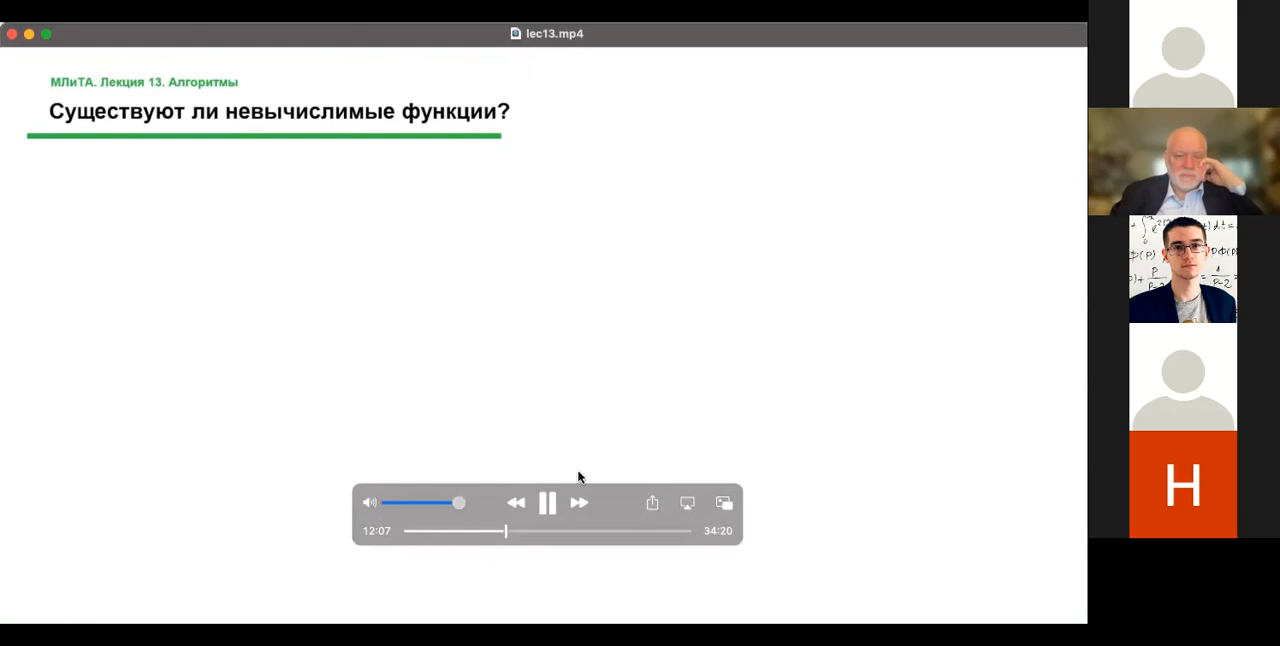 lec13.mp4
МЛиТА. Лекция 13. Алгоритмы
Существуют ли невычислимые функции?
12:07
34:20
H